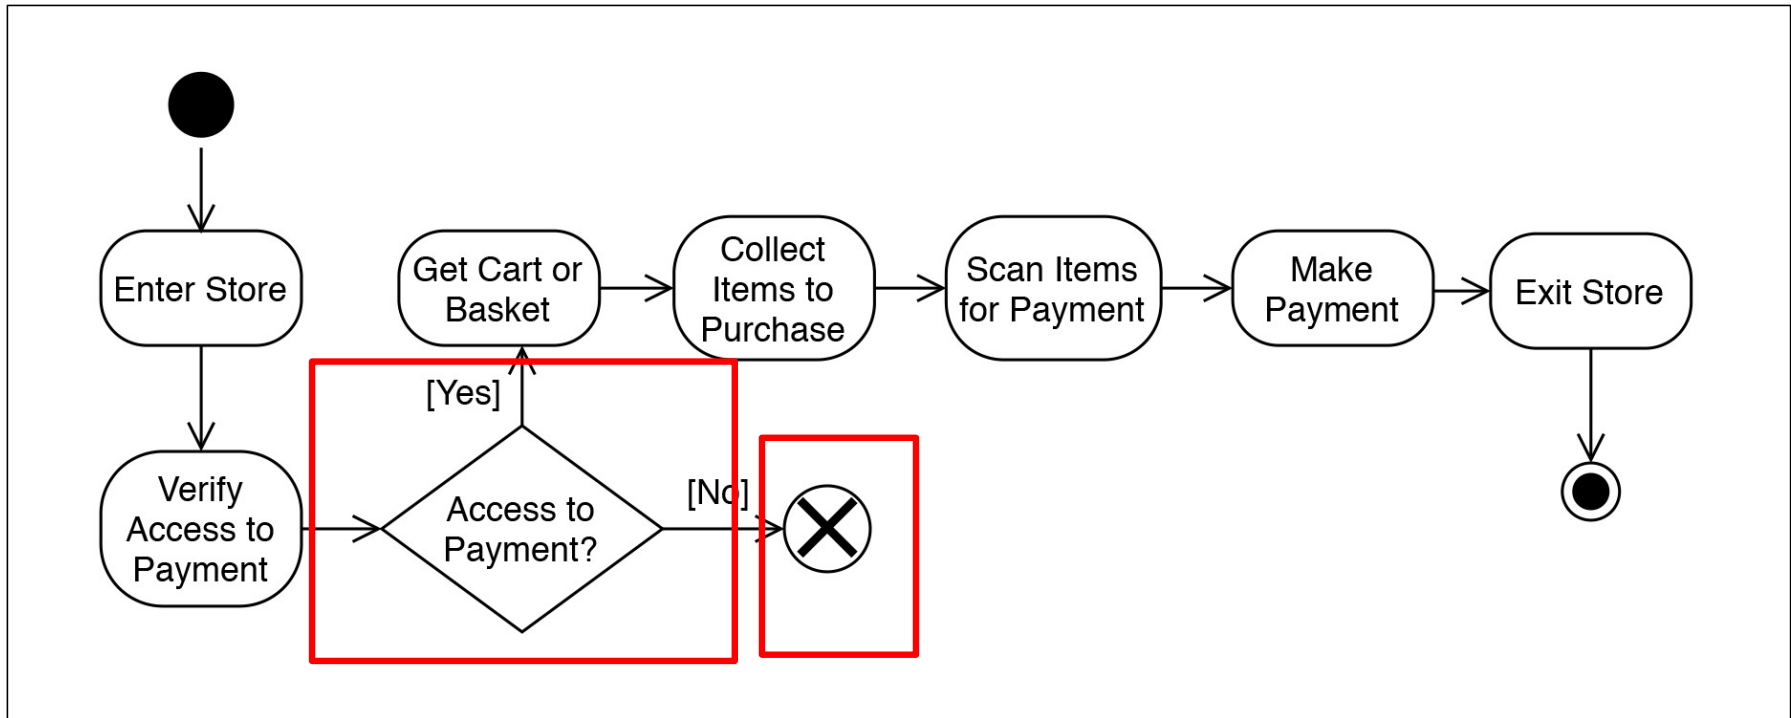 Enter Store
Get Cart or
Basket
Collect
Items to
Purchase
Scan Items
for Payment
Make
Payment
Exit Store
[Yes]
Verify
Access to
Payment
Access to
Payment?
[No]